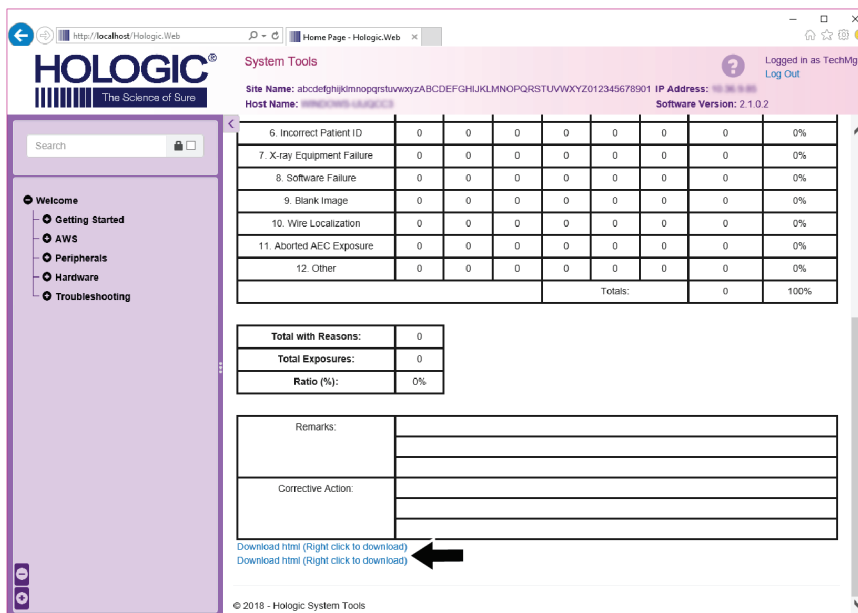 http://localhost/Hologic.Web
Home Page - Hologic.Web
HOLOGIC®
The Science of Sure
System Tools
Logged in as TechMg
Log Out
Site Name: abcdefghijklmnopqrstuvwxyzABCDEFGHIJKLMNOPQRSTUVWXYZ012345678901 IP Address:
Host Name:
Software Version: 2.1.0.2
Search
Welcome
Getting Started
AWS
Peripherals
Hardware
Troubleshooting
6. Incorrect Patient ID 0 0 0 0 0 0 0 0%
7. X-ray Equipment Failure 0 0 0 0 0 0 0 0%
8. Software Failure 0 0 0 0 0 0 0 0%
9. Blank Image 0 0 0 0 0 0 0 0%
10. Wire Localization 0 0 0 0 0 0 0 0%
11. Aborted AEC Exposure 0 0 0 0 0 0 0 0%
12. Other 0 0 0 0 0 0 0 0%
Totals: 0 100%
Total with Reasons: 0
Total Exposures: 0
Ratio (%): 0%
Remarks:
Corrective Action:
Download html (Right click to download)
Download html (Right click to download)
© 2018 - Hologic System Tools